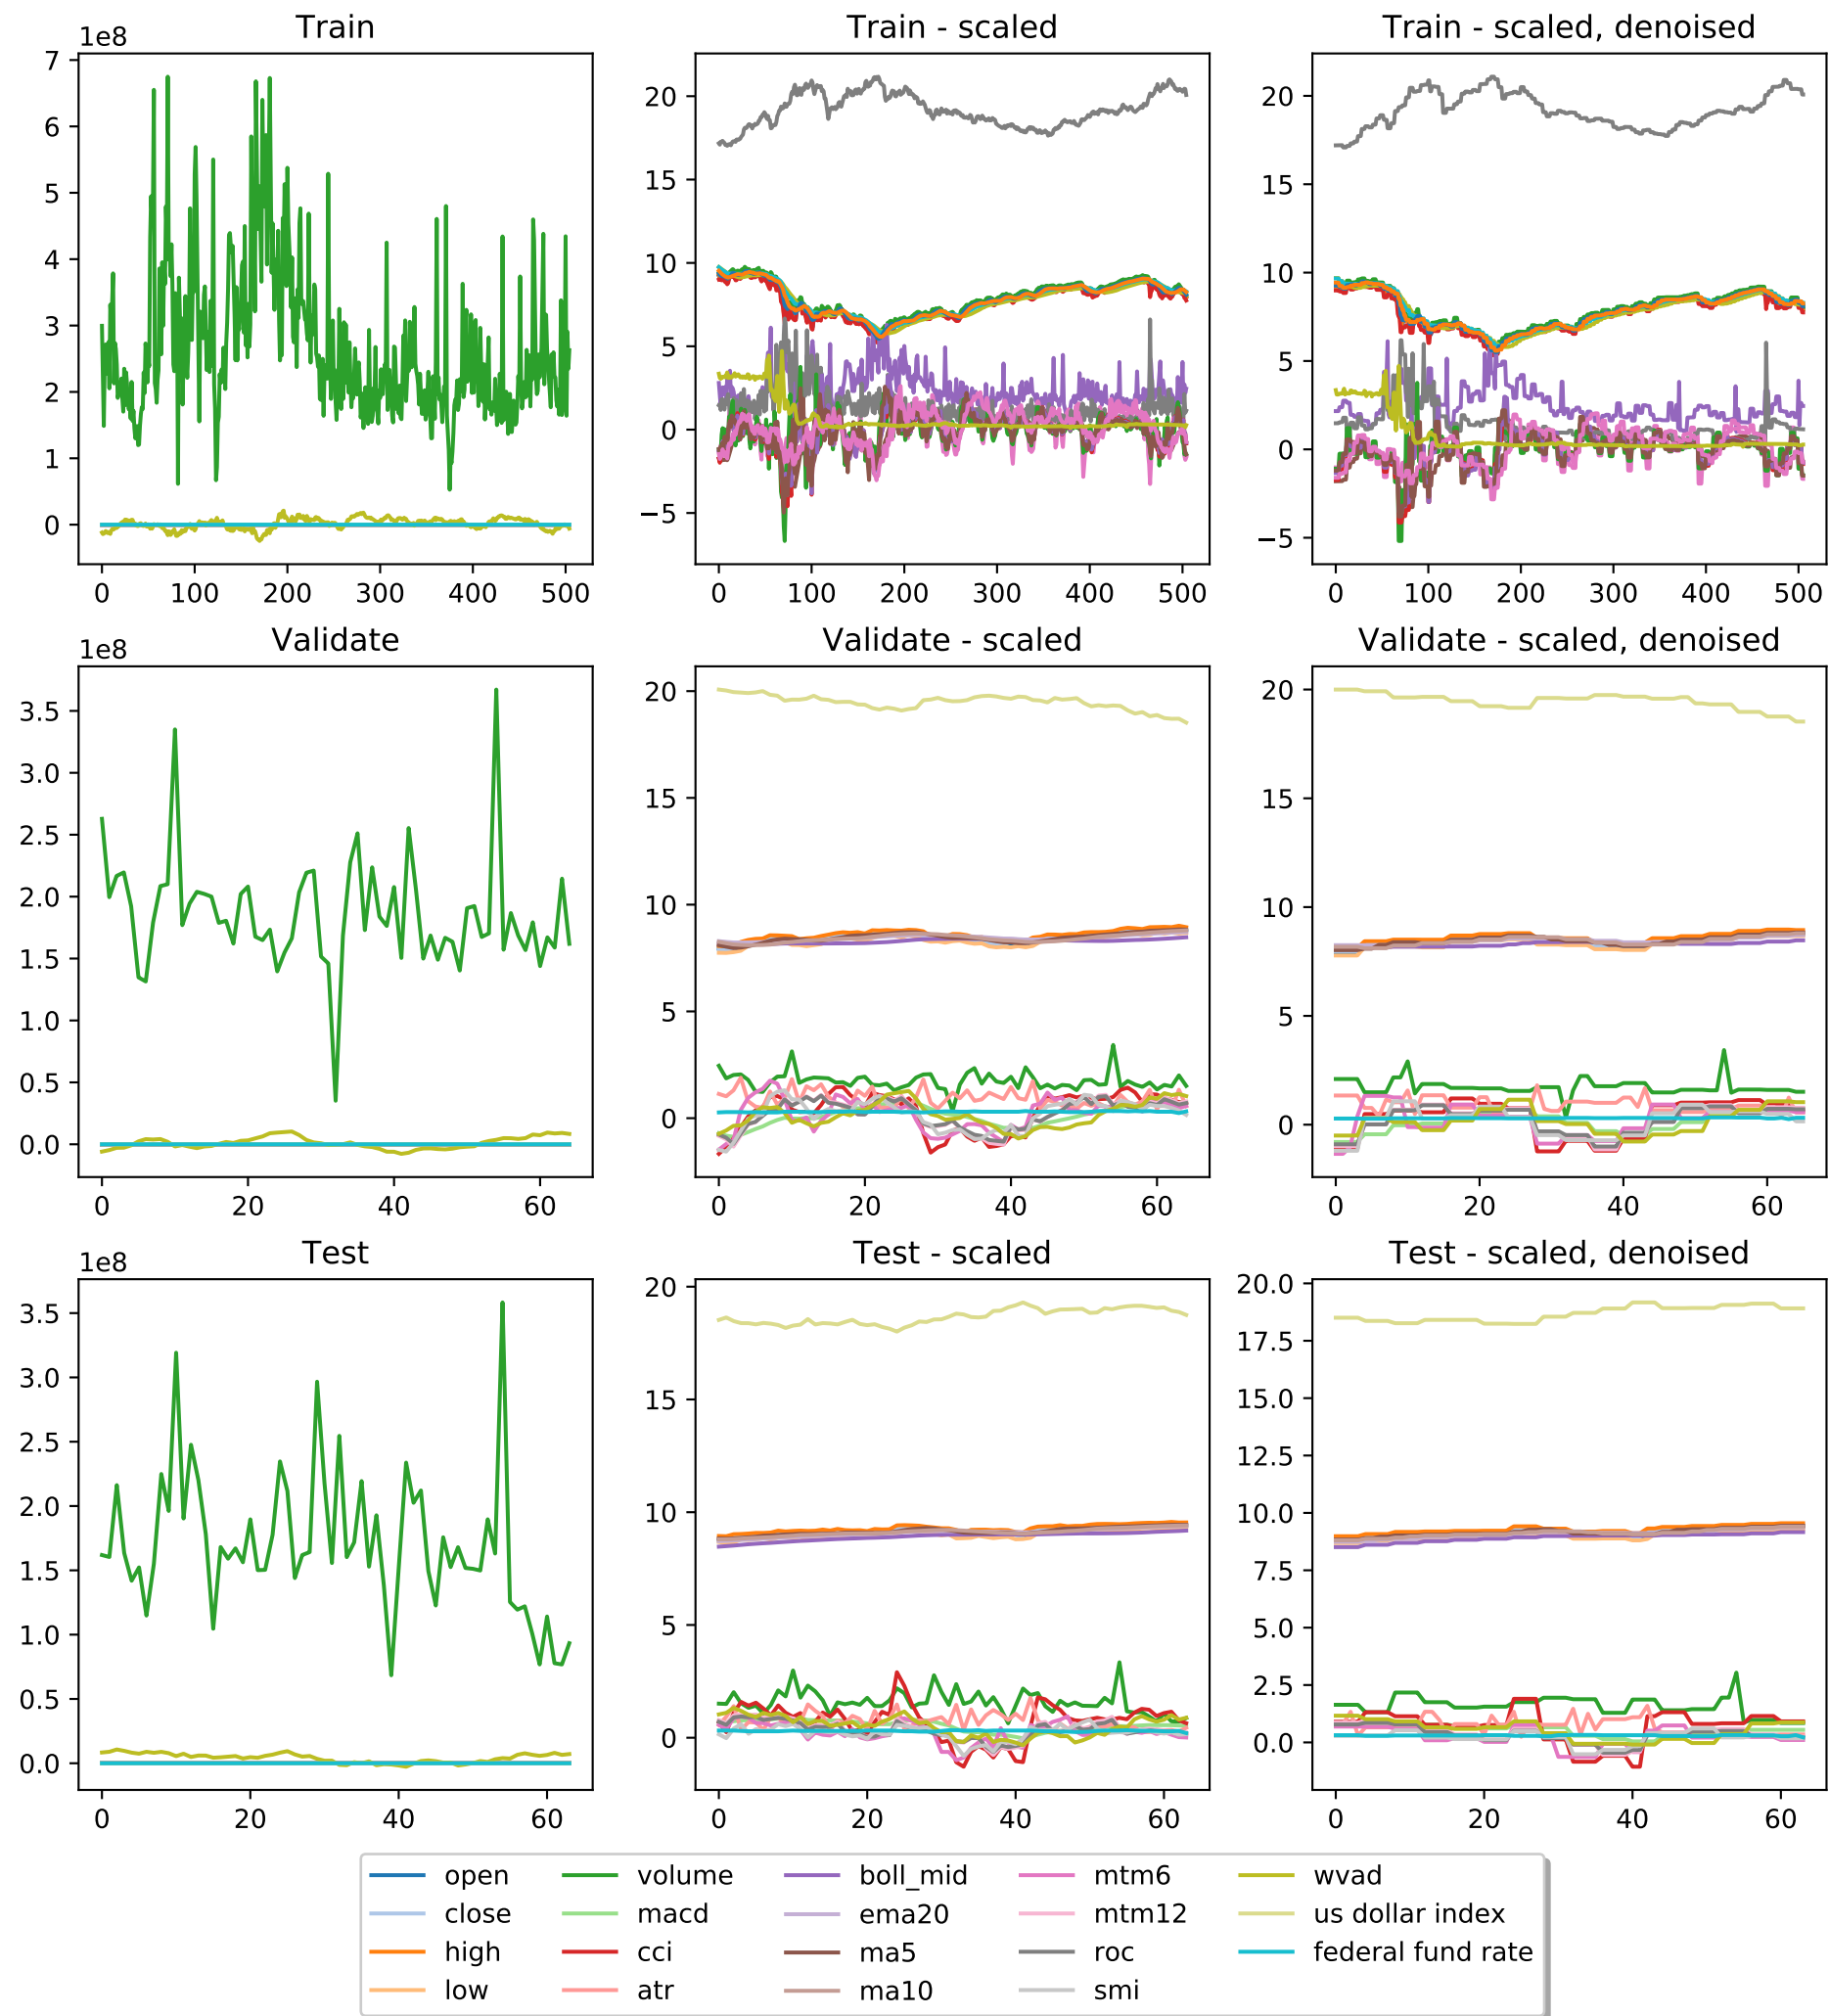 Train
Train - scaled
Train - scaled, denoised
1e8
7
6
5
4
3
2
1
0
0 100 200 300 400 500
20
15
10
5
0
−5
0 100 200 300 400 500
20
15
10
5
0
−5
0 100 200 300 400 500
Validate
Validate - scaled
Validate - scaled, denoised
1e8
3.5
3.0
2.5
2.0
1.5
1.0
0.5
0.0
0 20 40 60
20
15
10
5
0
0 20 40 60
20
15
10
5
0
0 20 40 60
Test
Test - scaled
Test - scaled, denoised
1e8
3.5
3.0
2.5
2.0
1.5
1.0
0.5
0.0
0 20 40 60
20
15
10
5
0
0 20 40 60
20.0
17.5
15.0
12.5
10.0
7.5
5.0
2.5
0.0
0 20 40 60
open
close
high
low
volume
macd
cci
atr
boll_mid
ema20
ma5
ma10
mtm6
mtm12
roc
smi
wvad
us dollar index
federal fund rate